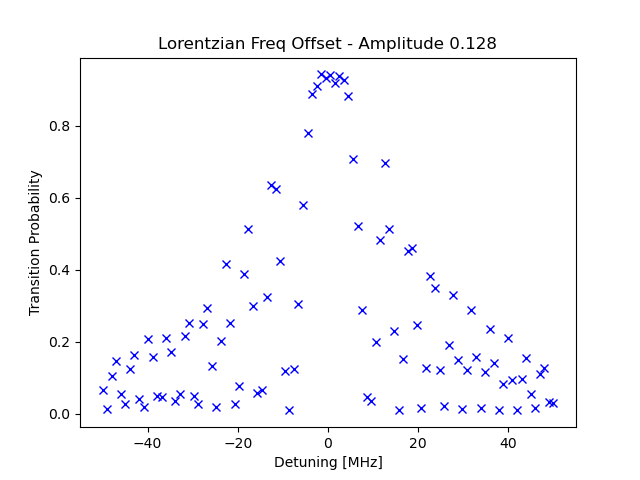 Lorentzian Freq Offset - Amplitude 0.128
Transition Probability
0.8
0.6
0.4
0.2
0.0
−40 −20 0 20 40
Detuning [MHz]